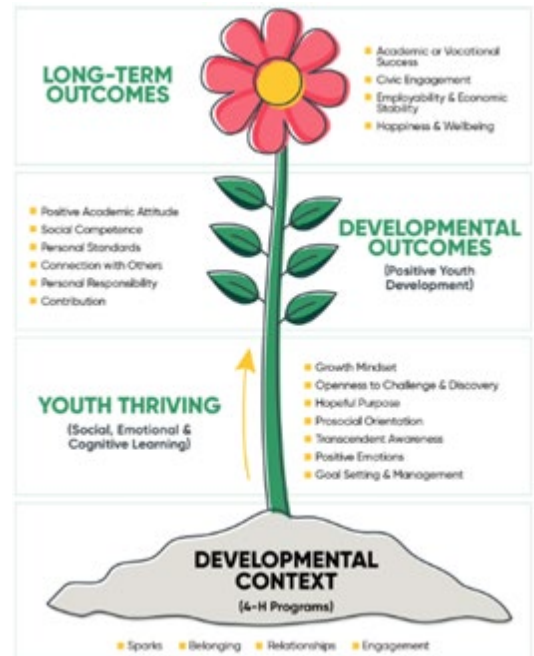 LONG-TERM
OUTCOMES
Academic or Vocational
Success
Civic Engagement
Employability & Economic
Stability
Happiness & Wellbeing
Positive Academic Attitude
Social Competence
Personal Standards
Connection with Others
Personal Responsibility
Contribution
DEVELOPMENTAL
OUTCOMES
(Positive Youth
Development)
YOUTH THRIVING
(Social, Emotional &
Cognitive Learning)
Growth Mindset
Openness to Challenge & Discovery
Hopeful Purpose
Prosocial Orientation
Transcendent Awareness
Positive Emotions
Goal Setting & Management
DEVELOPMENTAL
CONTEXT
(4-H Programs)
Sparks Belonging Relationships Engagement